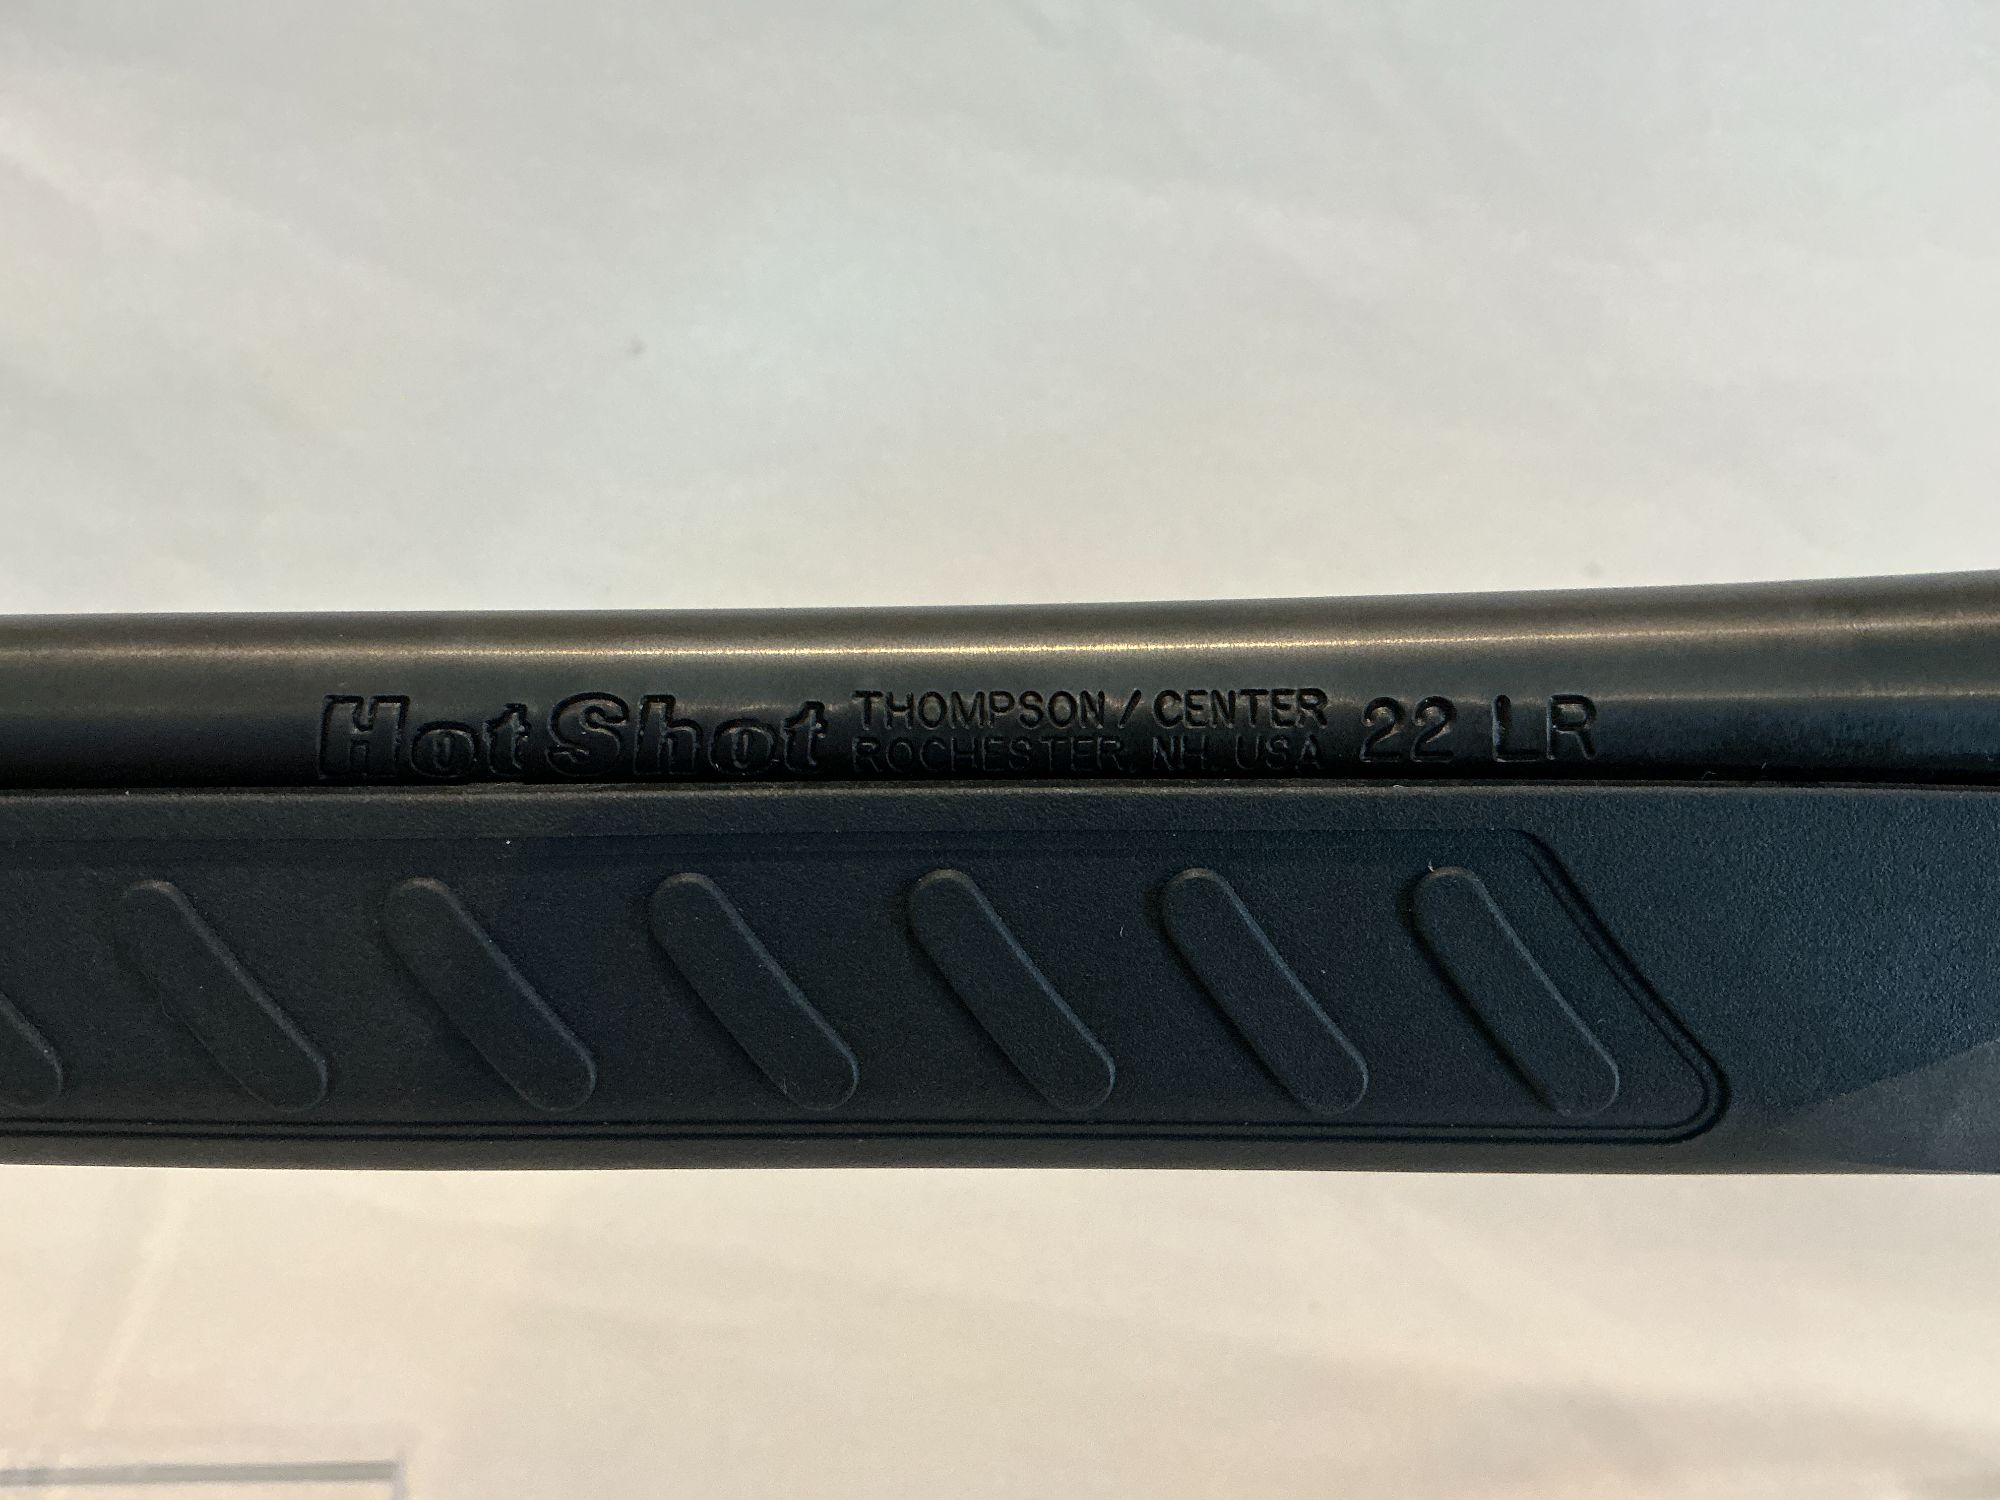 HotShot THOMPSON/CENTER 22 LR
ROCHESTER, NH, USA